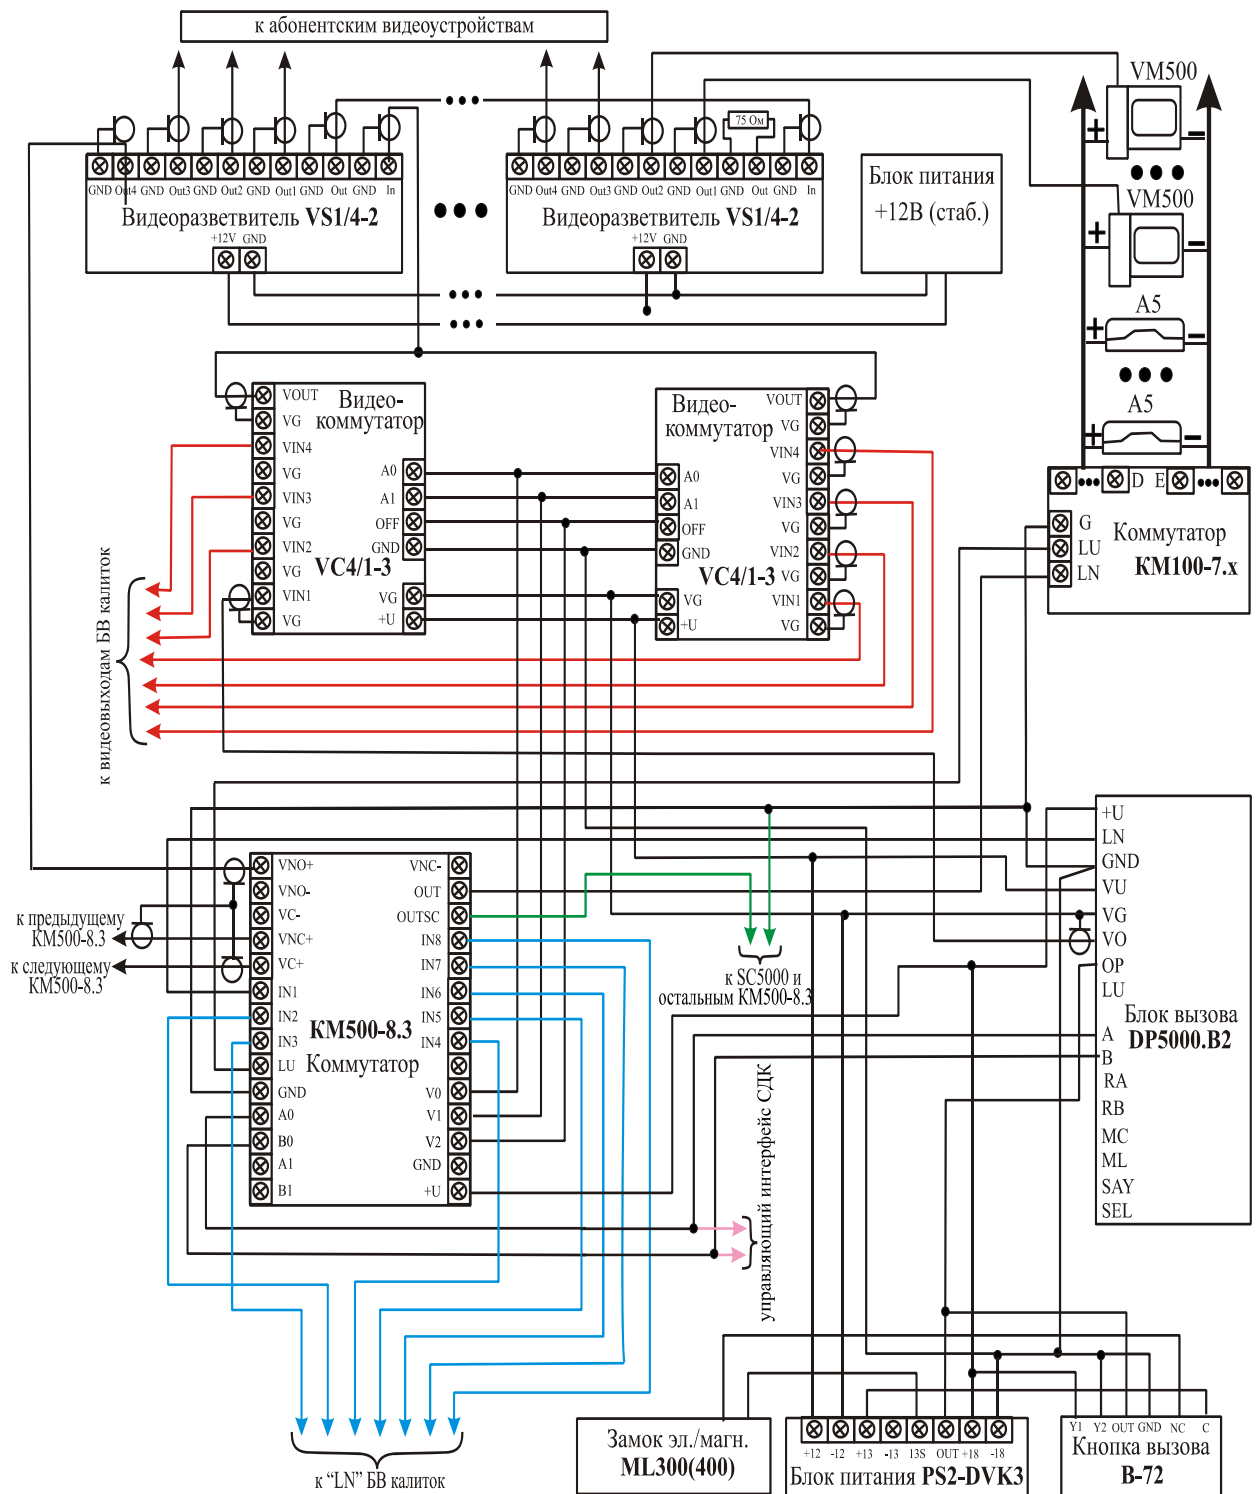 к абонентским видеоустройствам
VM500
75 Ом
GND Out4 GND Out3 GND Out2 GND Out1 GND Out GND In
Видеоразветвитель VS1/4-2
+12V GND
GND Out4 GND Out3 GND Out2 GND Out1 GND Out GND In
Видеоразветвитель VS1/4-2
+12V GND
Блок питания
+12В (стаб.)
+ –
VM500
+ –
A5
+ –
A5
+ –
D E
G
LU
LN
Коммутатор
КМ100-7.x
VOUT
VG
VIN4
VG
VIN3
VG
VIN2
VG
VIN1
VG
Видео-
коммутатор
A0
A1
OFF
GND
VC4/1-3
VG
+U
Видео-
коммутатор
A0
A1
OFF
GND
VC4/1-3
VG
+U
VOUT
VG
VIN4
VG
VIN3
VG
VIN2
VG
VIN1
VG
к видеовыходам БВ калиток
VNO+
VNO-
VC-
VNC+
VC+
IN1
IN2
IN3
LU
GND
A0
B0
A1
B1
КМ500-8.3
Коммутатор
VNC-
OUT
OUTSC
IN8
IN7
IN6
IN5
IN4
V0
V1
V2
GND
+U
к предыдущему
КМ500-8.3
к следующему
КМ500-8.3
к SC5000 и
остальным КМ500-8.3
+U
LN
GND
VU
VG
VO
OP
LU
Блок вызова
DP5000.B2
A
B
RA
RB
MC
ML
SAY
SEL
управляющий интерфейс СДК
к “LN” БВ калиток
Замок эл./магн.
ML300(400)
+12 -12 +13 -13 13S OUT +18 -18
Блок питания PS2-DVK3
Y1 Y2 OUT GND NC C
Кнопка вызова
B-72